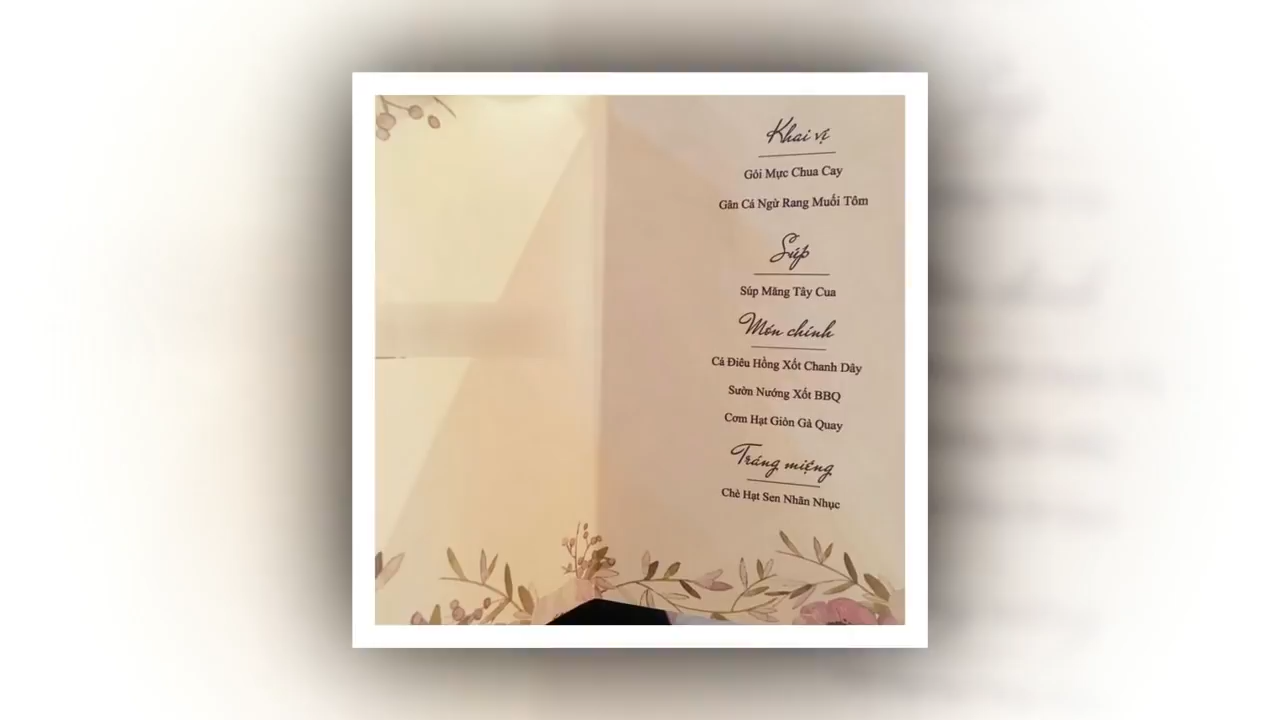 Khai vị
Gỏi Mực Chua Cay
Gân Cá Ngừ Rang Muối Tôm
Súp
Súp Măng Tây Cua
Món chính
Cá Điêu Hồng Xốt Chanh Dây
Sườn Nướng Xốt BBQ
Cơm Hạt Giòn Gà Quay
Tráng miệng
Chè Hạt Sen Nhãn Nhục